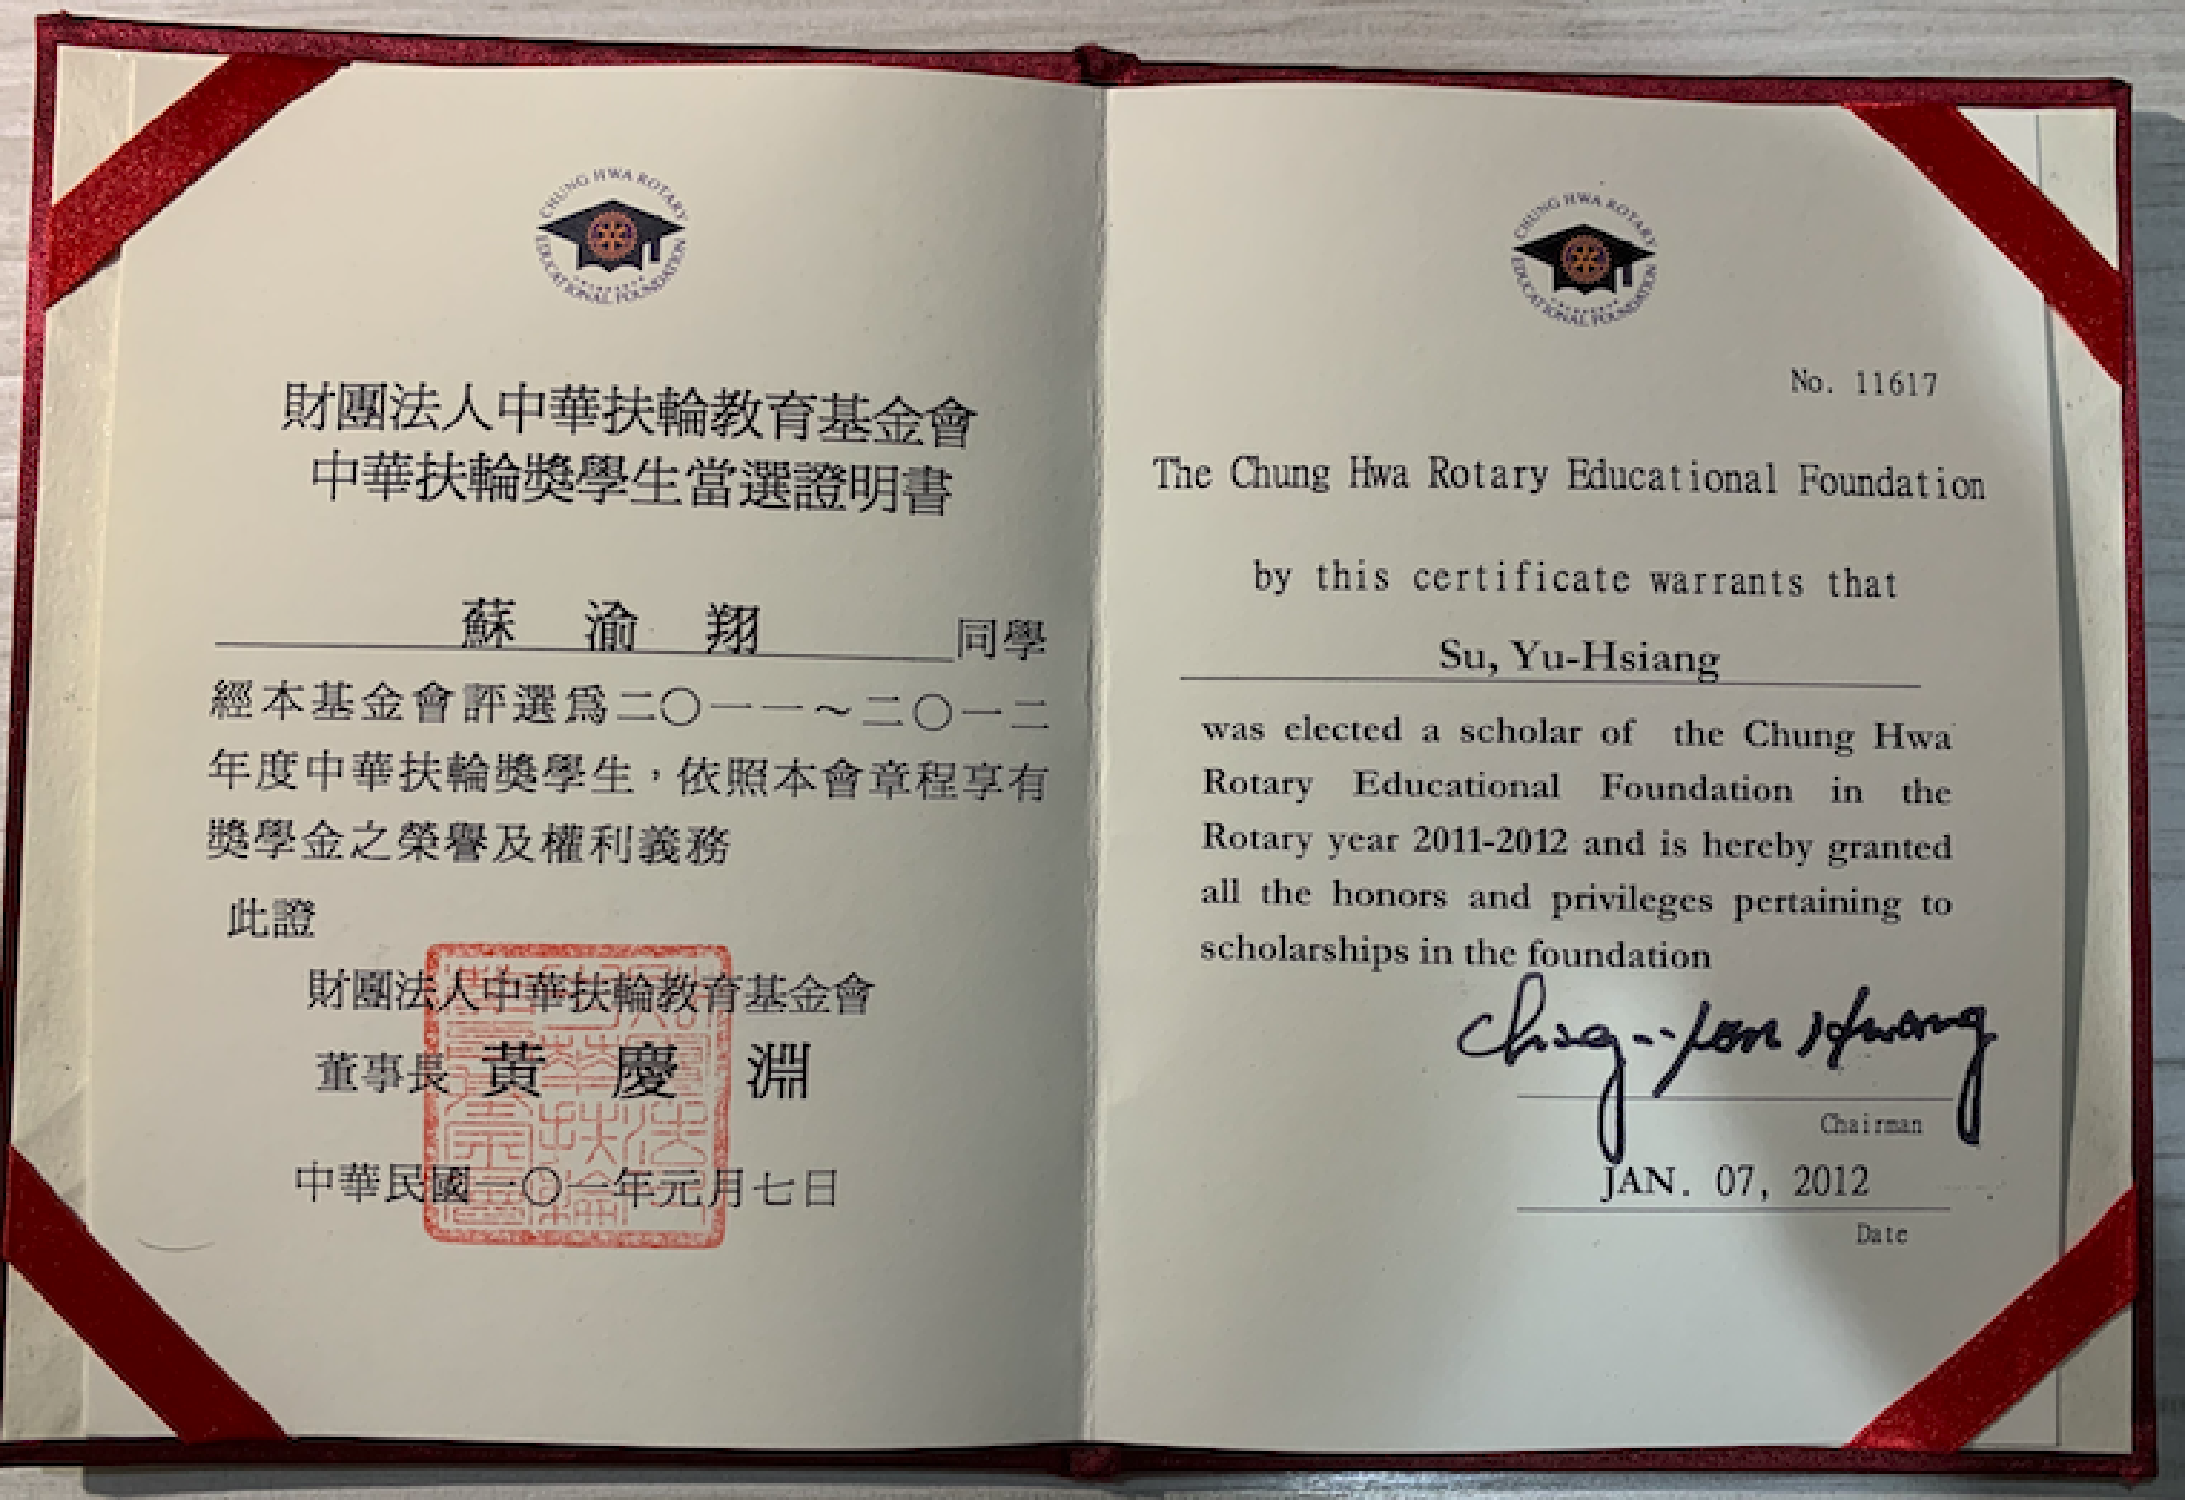 CHUNG HWA ROTARY
EDUCATIONAL FOUNDATION
財團法人中華扶輪教育基金會
中華扶輪獎學生當選證明書
蘇渝翔同學
經本基金會評選為二〇一一～二〇一二
年度中華扶輪獎學生，依照本會章程享有
獎學金之榮譽及權利義務
此證
財團法人中華扶輪教育基金會
董事長 黃慶淵
中華民國一〇一年元月七日
CHUNG HWA ROTARY
EDUCATIONAL FOUNDATION
No. 11617
The Chung Hwa Rotary Educational Foundation
by this certificate warrants that
Su, Yu-Hsiang
was elected a scholar of the Chung Hwa
Rotary Educational Foundation in the
Rotary year 2011-2012 and is hereby granted
all the honors and privileges pertaining to
scholarships in the foundation
Chairman
JAN. 07, 2012
Date